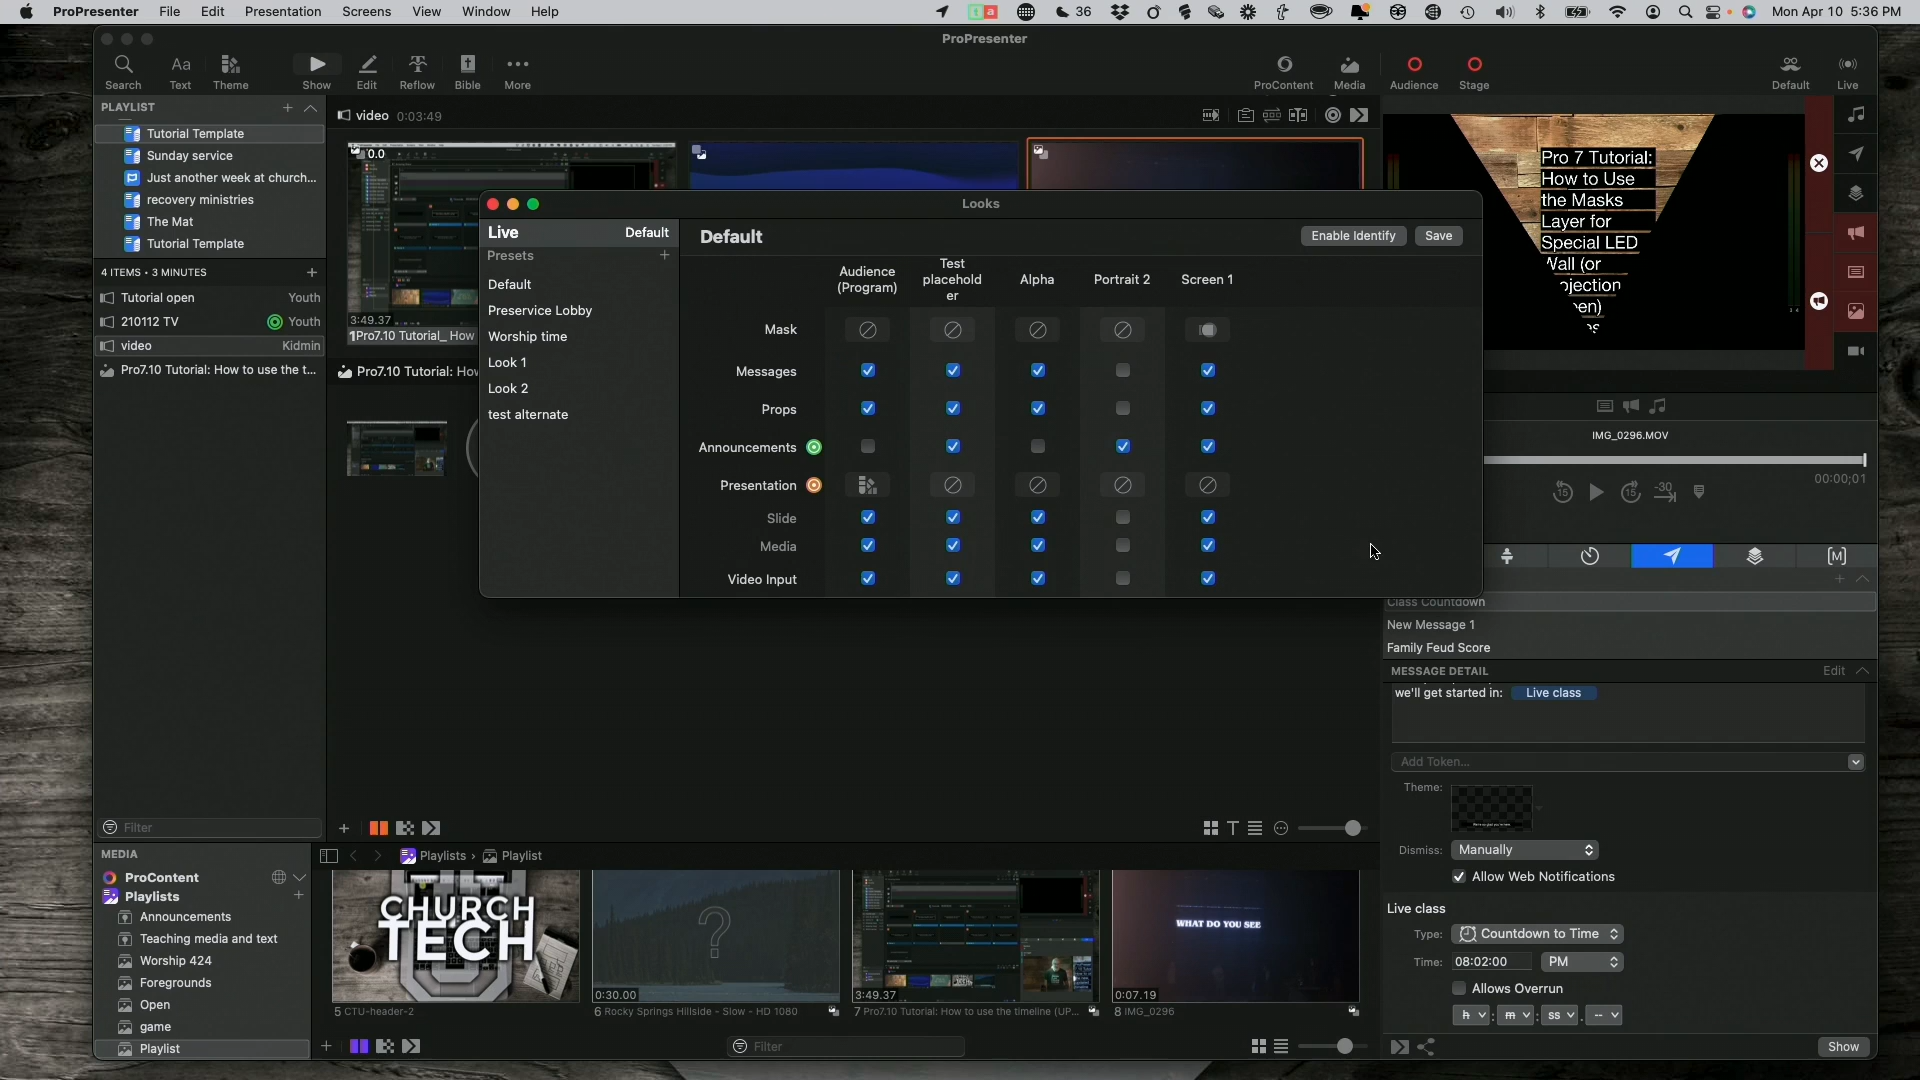 ProPresenter File Edit Presentation Screens View Window Help
36 Mon Apr 10 5:36 PM
ProPresenter
Search Text Theme Show Edit Reflow Bible More ProContent Media Audience Stage Default Live
PLAYLIST
Tutorial Template
Sunday service
Just another week at church...
recovery ministries
The Mat
Tutorial Template
4 ITEMS • 3 MINUTES
Tutorial open Youth
210112 TV Youth
video Kidmin
Pro7.10 Tutorial: How to use the t...
Filter
video 0:03:49
0.0
3:49.37
1 Pro7.10 Tutorial_ How
Pro7.10 Tutorial: How
Looks
Live Default
Presets
Default
Preservice Lobby
Worship time
Look 1
Look 2
test alternate
Default
Enable Identify Save
Audience
(Program)
Test
placehold
er
Alpha
Portrait 2
Screen 1
Mask
Messages
Props
Announcements
Presentation
Slide
Media
Video Input
Pro 7 Tutorial:
How to Use
the Masks
Layer for
Special LED
Wall (or
ojection
en)
IMG_0296.MOV
00:00;01
15 15 -30
[M]
Class Countdown
New Message 1
Family Feud Score
MESSAGE DETAIL Edit
we'll get started in: Live class
Add Token...
Theme:
Dismiss: Manually
Allow Web Notifications
Live class
Type: Countdown to Time
Time: 08:02:00 PM
Allows Overrun
h : m : ss . --
Show
MEDIA
ProContent
Playlists
Announcements
Teaching media and text
Worship 424
Foregrounds
Open
game
Playlist
Playlists › Playlist
CHURCH
TECH
5 CTU-header-2
0:30.00
6 Rocky Springs Hillside - Slow - HD 1080
3:49.37
7 Pro7.10 Tutorial: How to use the timeline (UP...
WHAT DO YOU SEE
0:07.19
8 IMG_0296
Filter